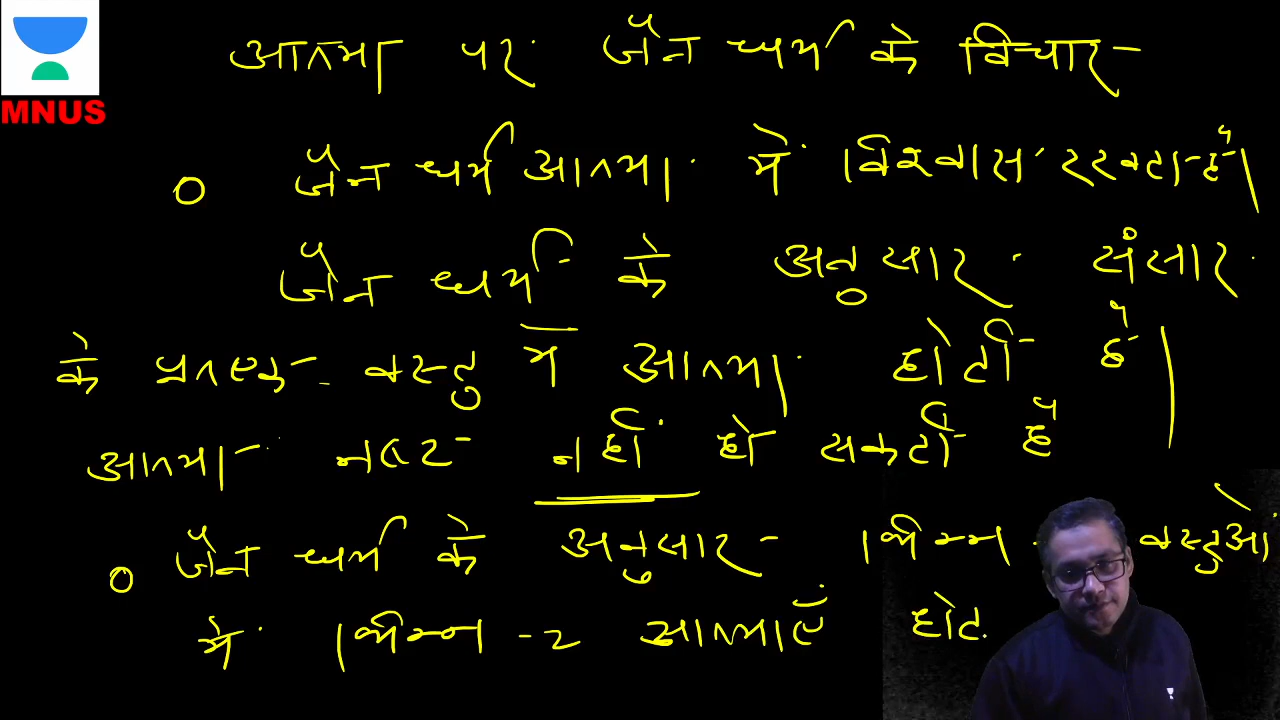 MNUS
आत्मा पर जैन धर्म के विचार-
जैन धर्म आत्मा में विश्वास रखता है।
जैन धर्म के अनुसार संसार
के प्रत्येक वस्तु में आत्मा होती है।
आत्मा नष्ट नहीं हो सकती है
जैन धर्म के अनुसार- भिन्न- वस्तुओं
में भिन्न-2 आत्माएँ होत